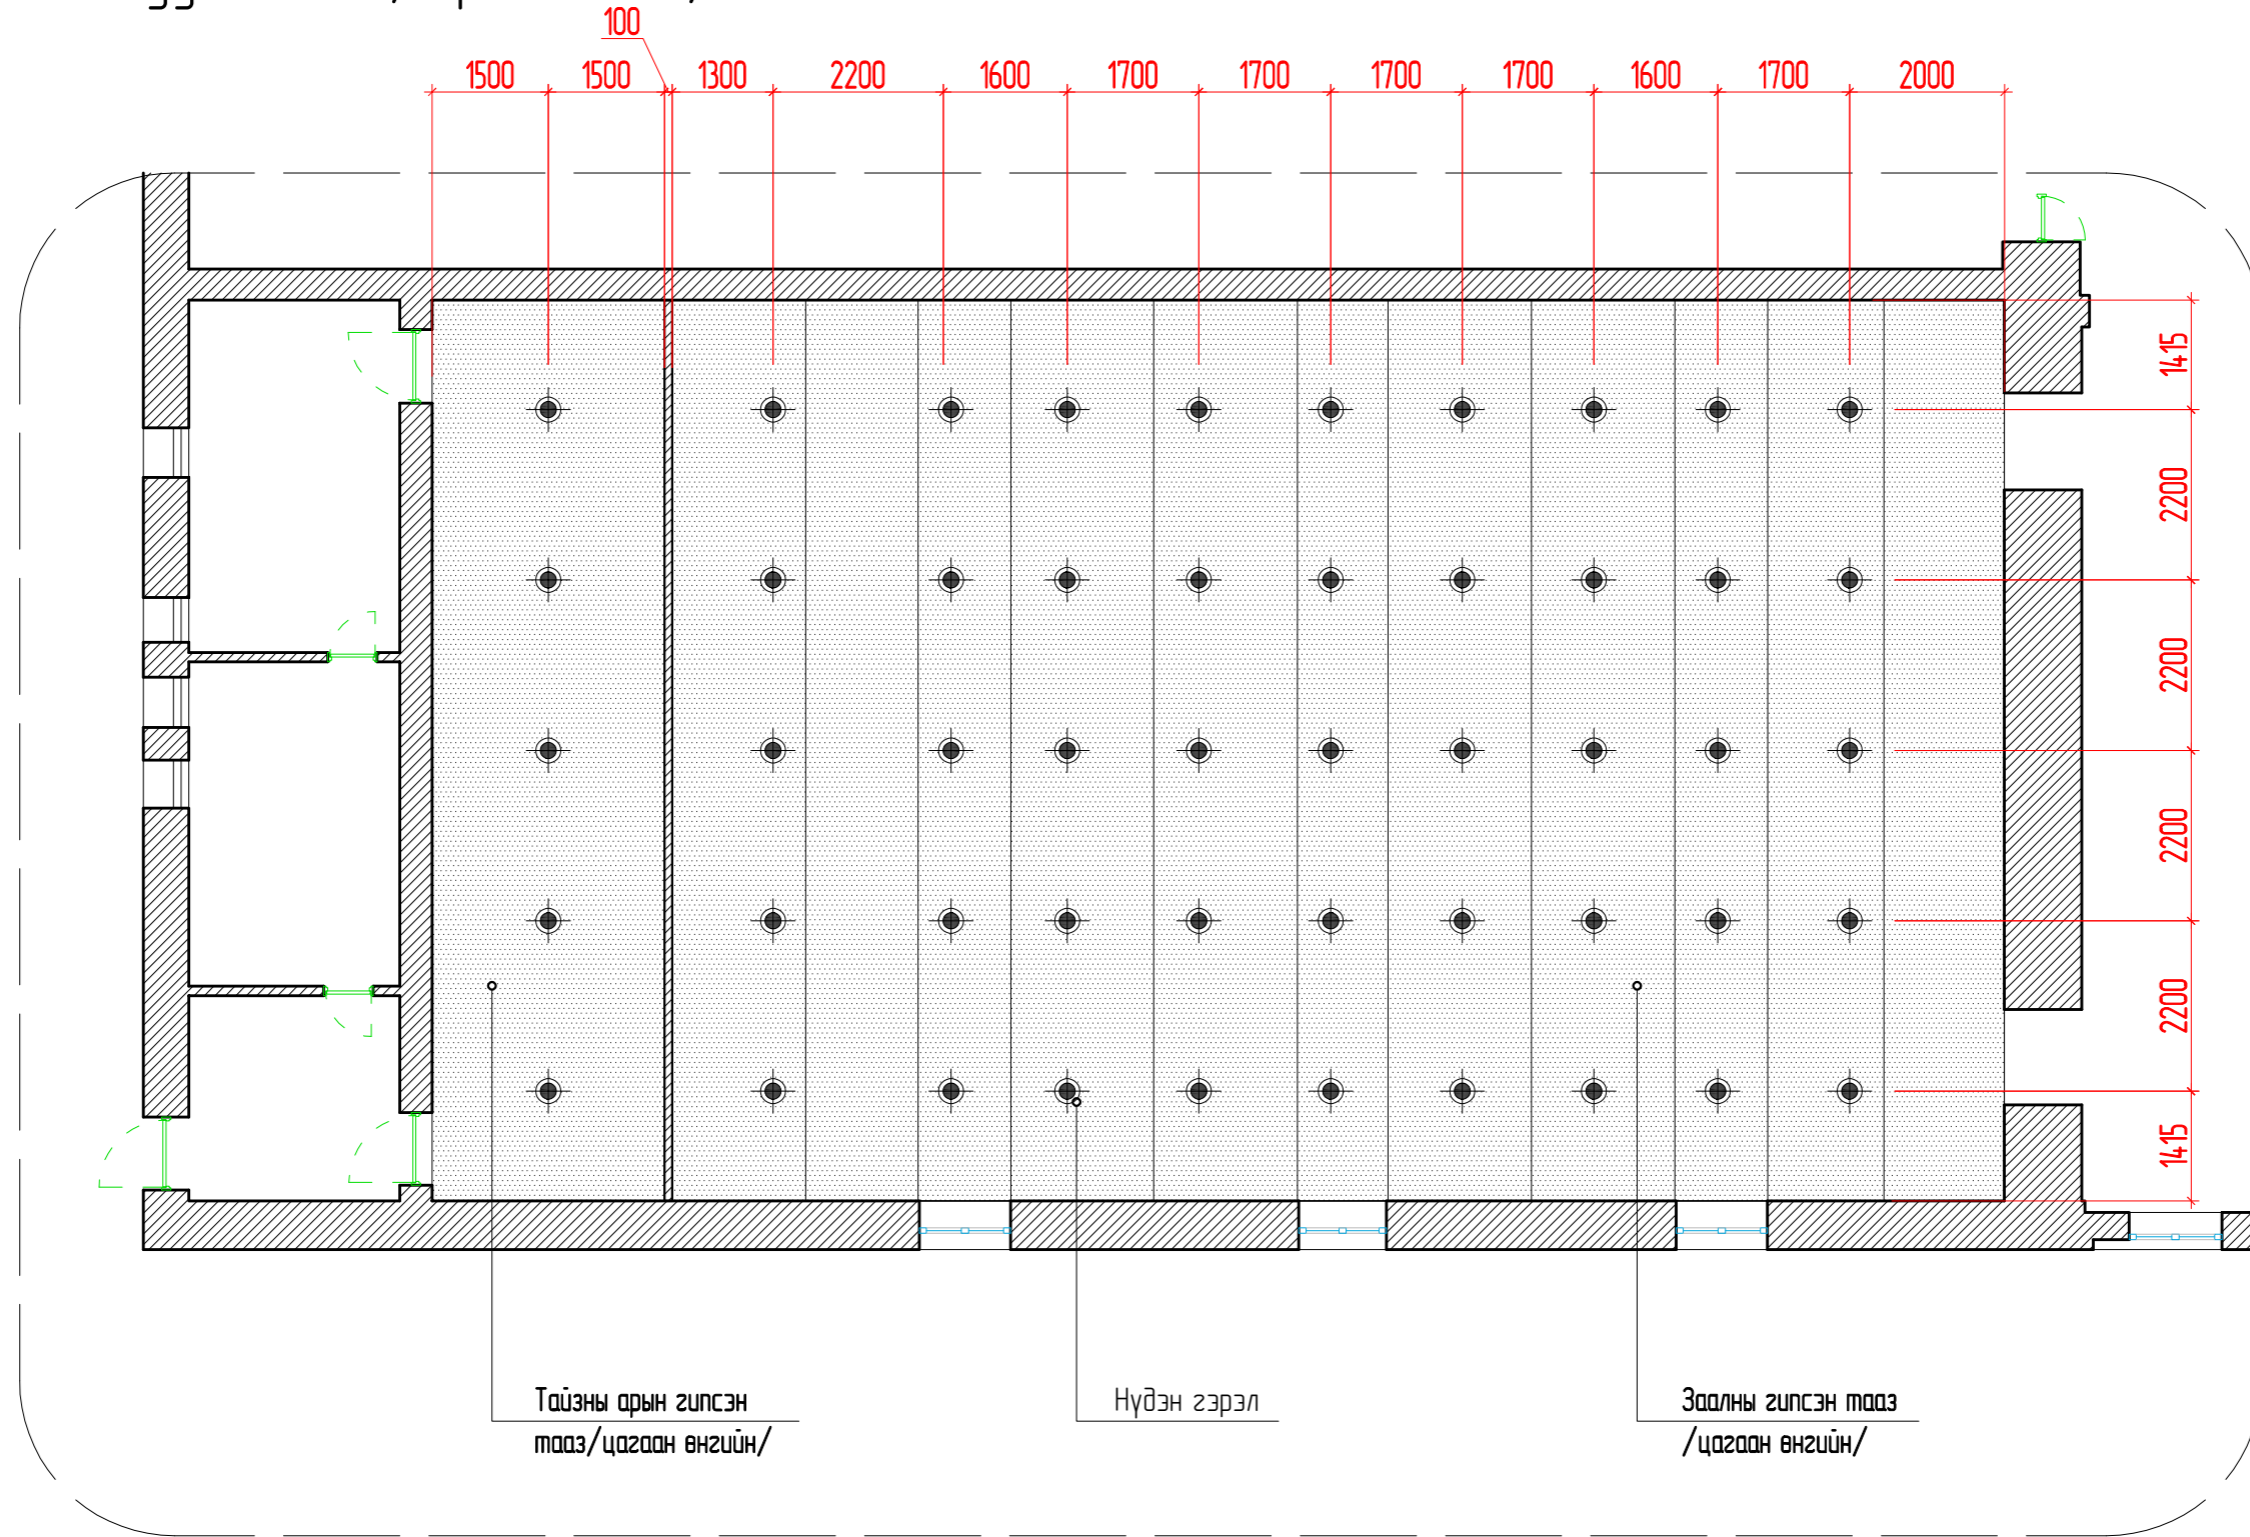 100
1500 1500 1300 2200 1600 1700 1700 1700 1700 1600 1700 2000
1415
2200
2200
2200
2200
1415
Тайзны арын гипсэн
тааз/цагаан өнгийн/
Нүдэн гэрэл
Заалны гипсэн тааз
/цагаан өнгийн/